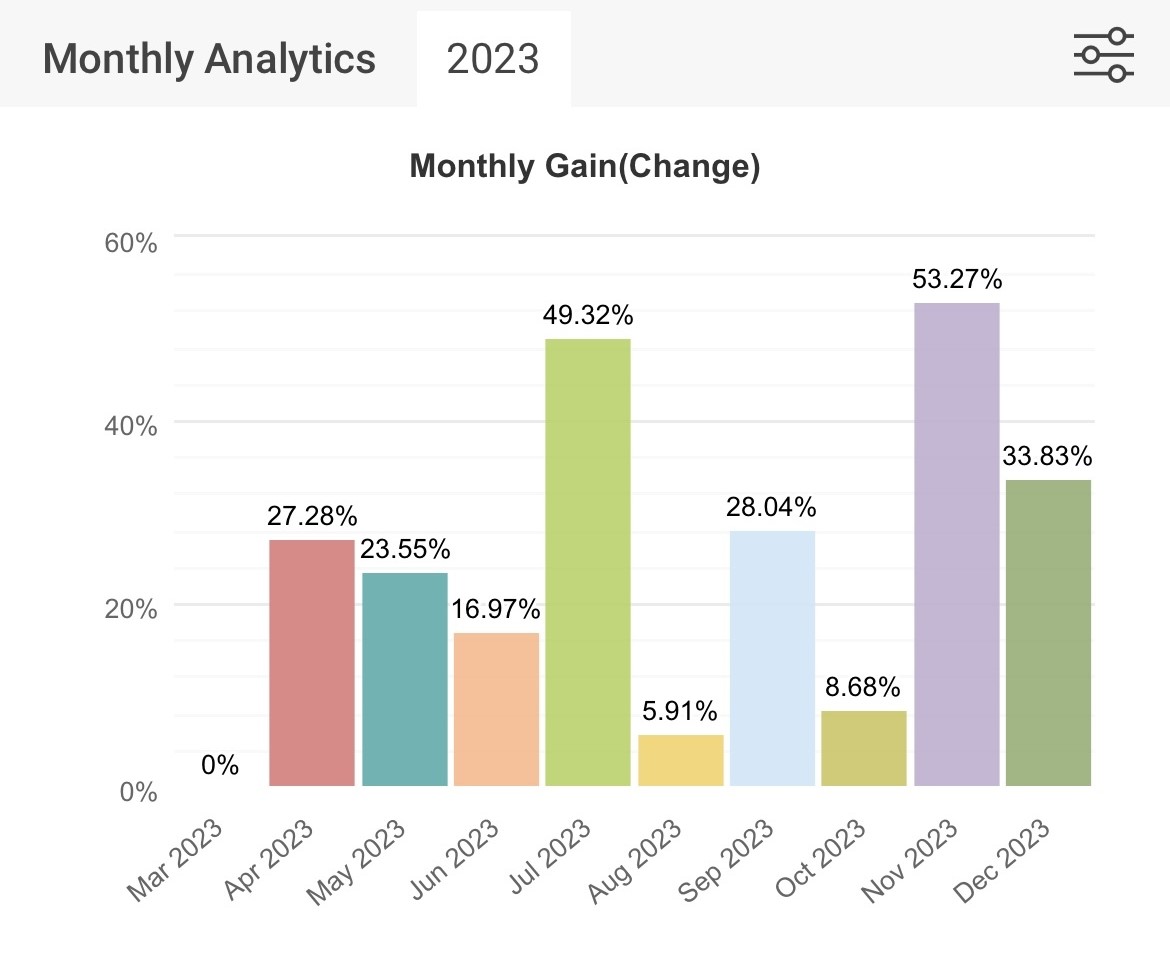 Monthly Analytics 2023
Monthly Gain(Change)
60%
40%
20%
0%
0%
27.28%
23.55%
16.97%
49.32%
5.91%
28.04%
8.68%
53.27%
33.83%
Mar 2023
Apr 2023
May 2023
Jun 2023
Jul 2023
Aug 2023
Sep 2023
Oct 2023
Nov 2023
Dec 2023